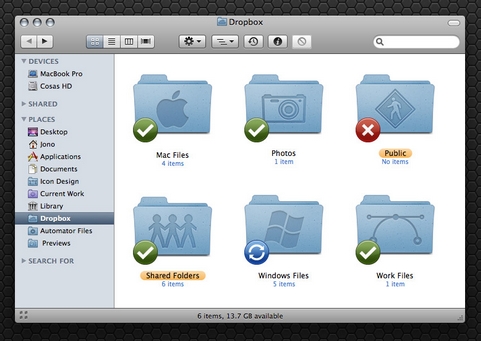 Dropbox
DEVICES
MacBook Pro
Cosas HD
SHARED
PLACES
Desktop
Jono
Applications
Documents
Icon Design
Current Work
Library
Dropbox
Automator Files
Previews
SEARCH FOR
Mac Files
4 items
Photos
1 item
Public
No items
Shared Folders
6 items
Windows Files
5 items
Work Files
1 item
6 items, 13.7 GB available